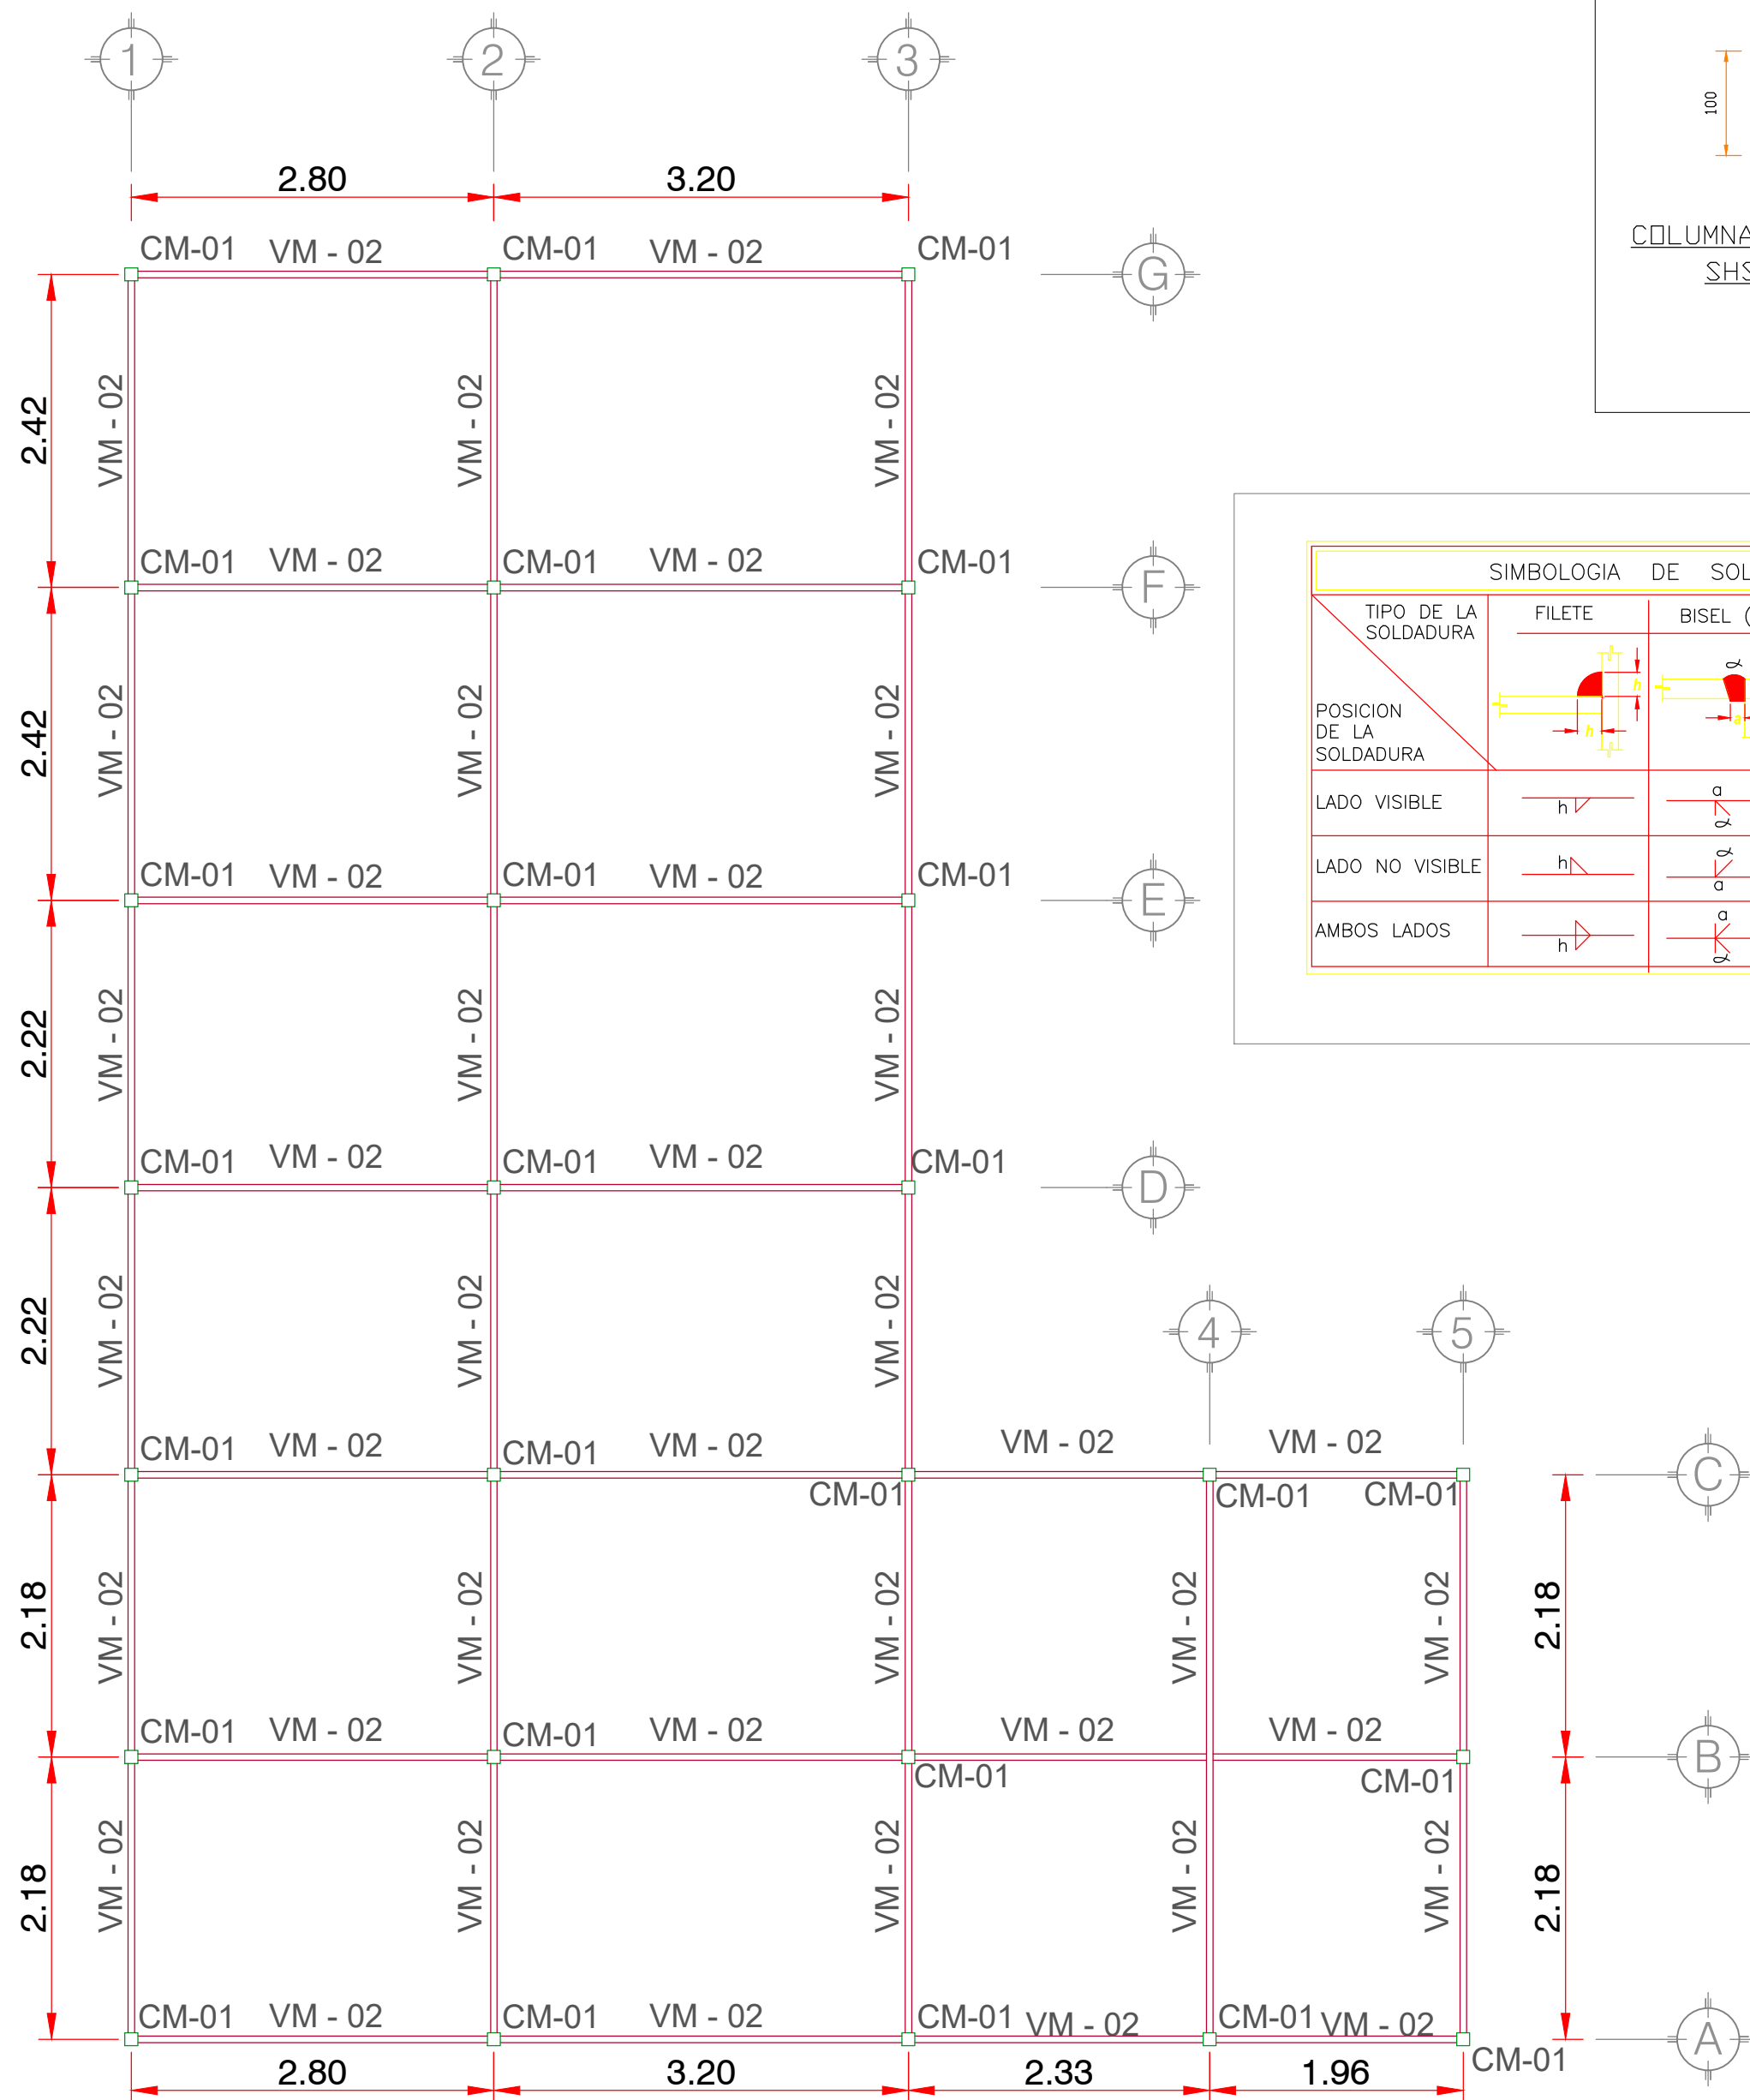 1 2 3
100
2.80 3.20
COLUMNA
CM-01 VM - 02 CM-01 VM - 02 CM-01
G
SHS
VM - 02 VM - 02 VM - 02
2.42
CM-01 VM - 02 CM-01 VM - 02 CM-01
F
SIMBOLOGIA DE SOL
TIPO DE LA
SOLDADURA
FILETE
BISEL (
h
h
α
a
POSICION
DE LA
SOLDADURA
VM - 02 VM - 02 VM - 02
2.42
LADO VISIBLE
h
a
α
LADO NO VISIBLE
h
α
a
AMBOS LADOS
h
a
α
CM-01 VM - 02 CM-01 VM - 02 CM-01
E
VM - 02 VM - 02 VM - 02
2.22
CM-01 VM - 02 CM-01 VM - 02 CM-01
D
VM - 02 VM - 02 VM - 02
2.22
4 5
CM-01 VM - 02 CM-01 VM - 02 VM - 02 VM - 02
C
CM-01 CM-01 CM-01
VM - 02 VM - 02 VM - 02 VM - 02 VM - 02
2.18 2.18
CM-01 VM - 02 CM-01 VM - 02 VM - 02 VM - 02
B
CM-01 CM-01
VM - 02 VM - 02 VM - 02 VM - 02 VM - 02
2.18 2.18
CM-01 VM - 02 CM-01 VM - 02 CM-01 VM - 02 CM-01 VM - 02
A
CM-01
2.80 3.20 2.33 1.96